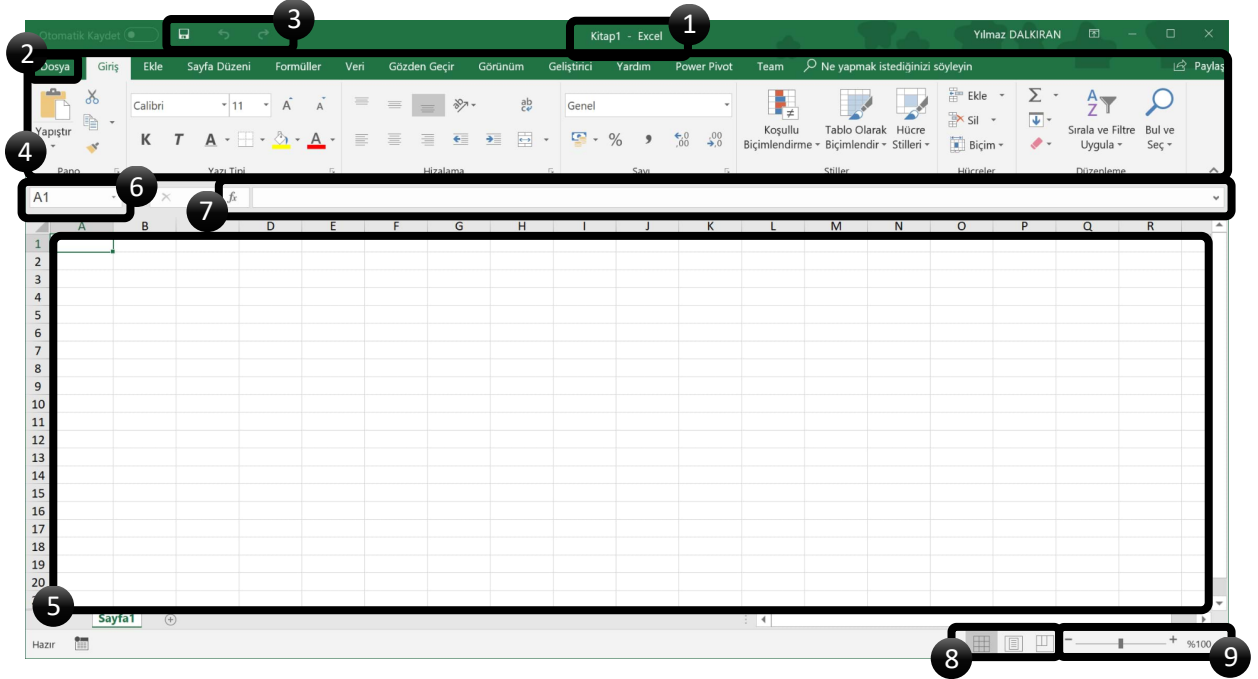 3
1
Otomatik Kaydet
Kitap1 - Excel
Yılmaz DALKIRAN
2
Dosya Giriş Ekle Sayfa Düzeni Formüller Veri Gözden Geçir Görünüm Geliştirici Yardım Power Pivot Team Ne yapmak istediğinizi söyleyin Paylaş
Yapıştır
Calibri 11
K T A A
ab
Genel
% ,
Koşullu Biçimlendirme
Tablo Olarak Biçimlendir
Hücre Stilleri
Ekle
Sil
Biçim
Σ
Sırala ve Filtre Uygula
Bul ve Seç
4
Pano Yazı Tipi Hizalama Sayı Stiller Hücreler Düzenleme
6
A1
7
fx
A B D E F G H I J K L M N O P Q R
1
2
3
4
5
6
7
8
9
10
11
12
13
14
15
16
17
18
19
20
5
Sayfa1
Hazır
8
%100
9